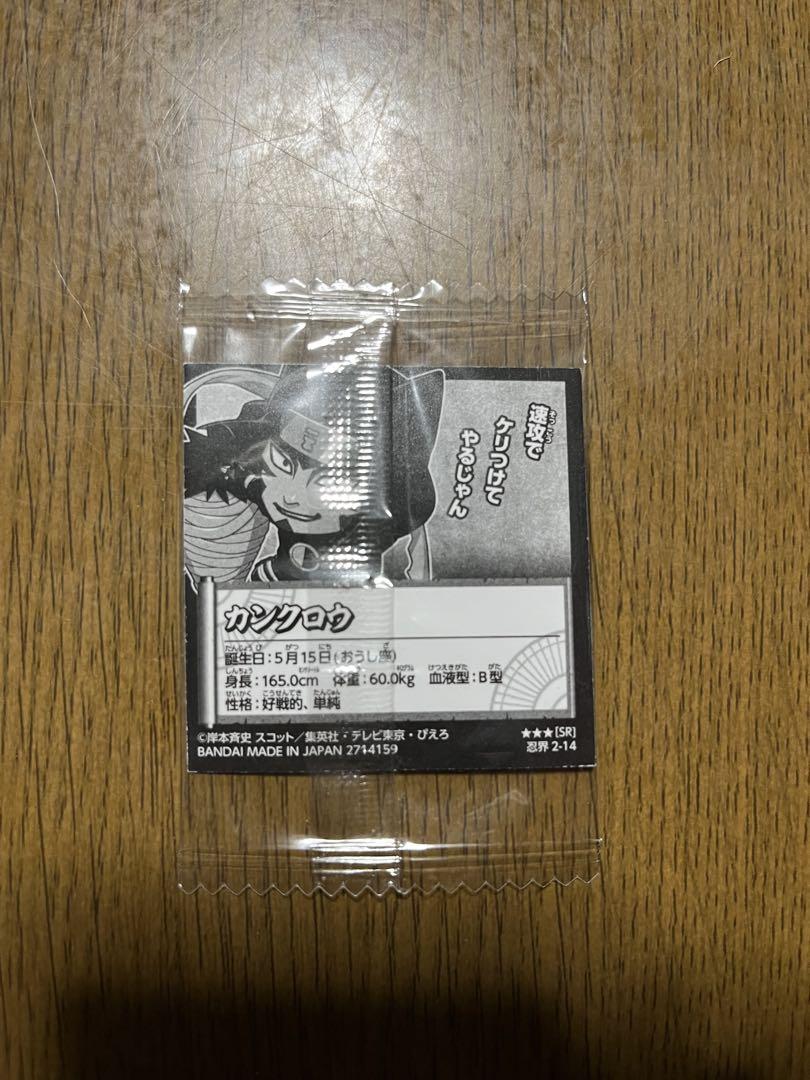 速攻で
ケリつけて
やるじゃん
カンクロウ
誕生日:5月15日(おうし座)
身長:165.0cm 体重:60.0kg 血液型:B型
性格:好戦的、単純
©岸本斉史 スコット/集英社・テレビ東京・ぴえろ
BANDAI MADE IN JAPAN 2714159
★★★[SR]
忍界 2-14